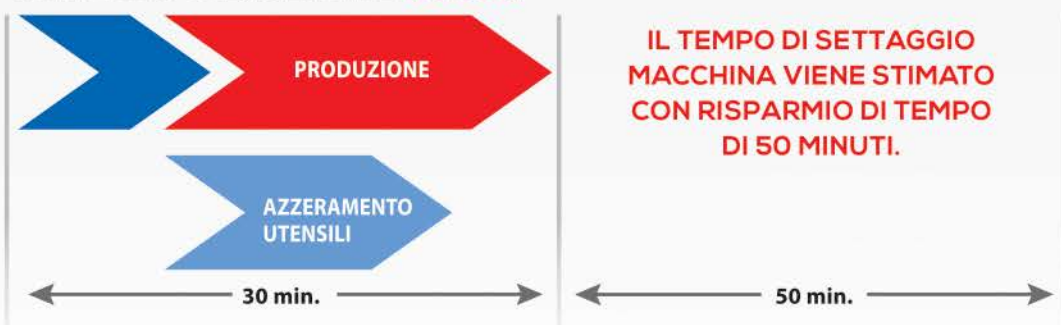 PRODUZIONE
IL TEMPO DI SETTAGGIO
MACCHINA VIENE STIMATO
CON RISPARMIO DI TEMPO
DI 50 MINUTI.
AZZERAMENTO
UTENSILI
30 min.
50 min.